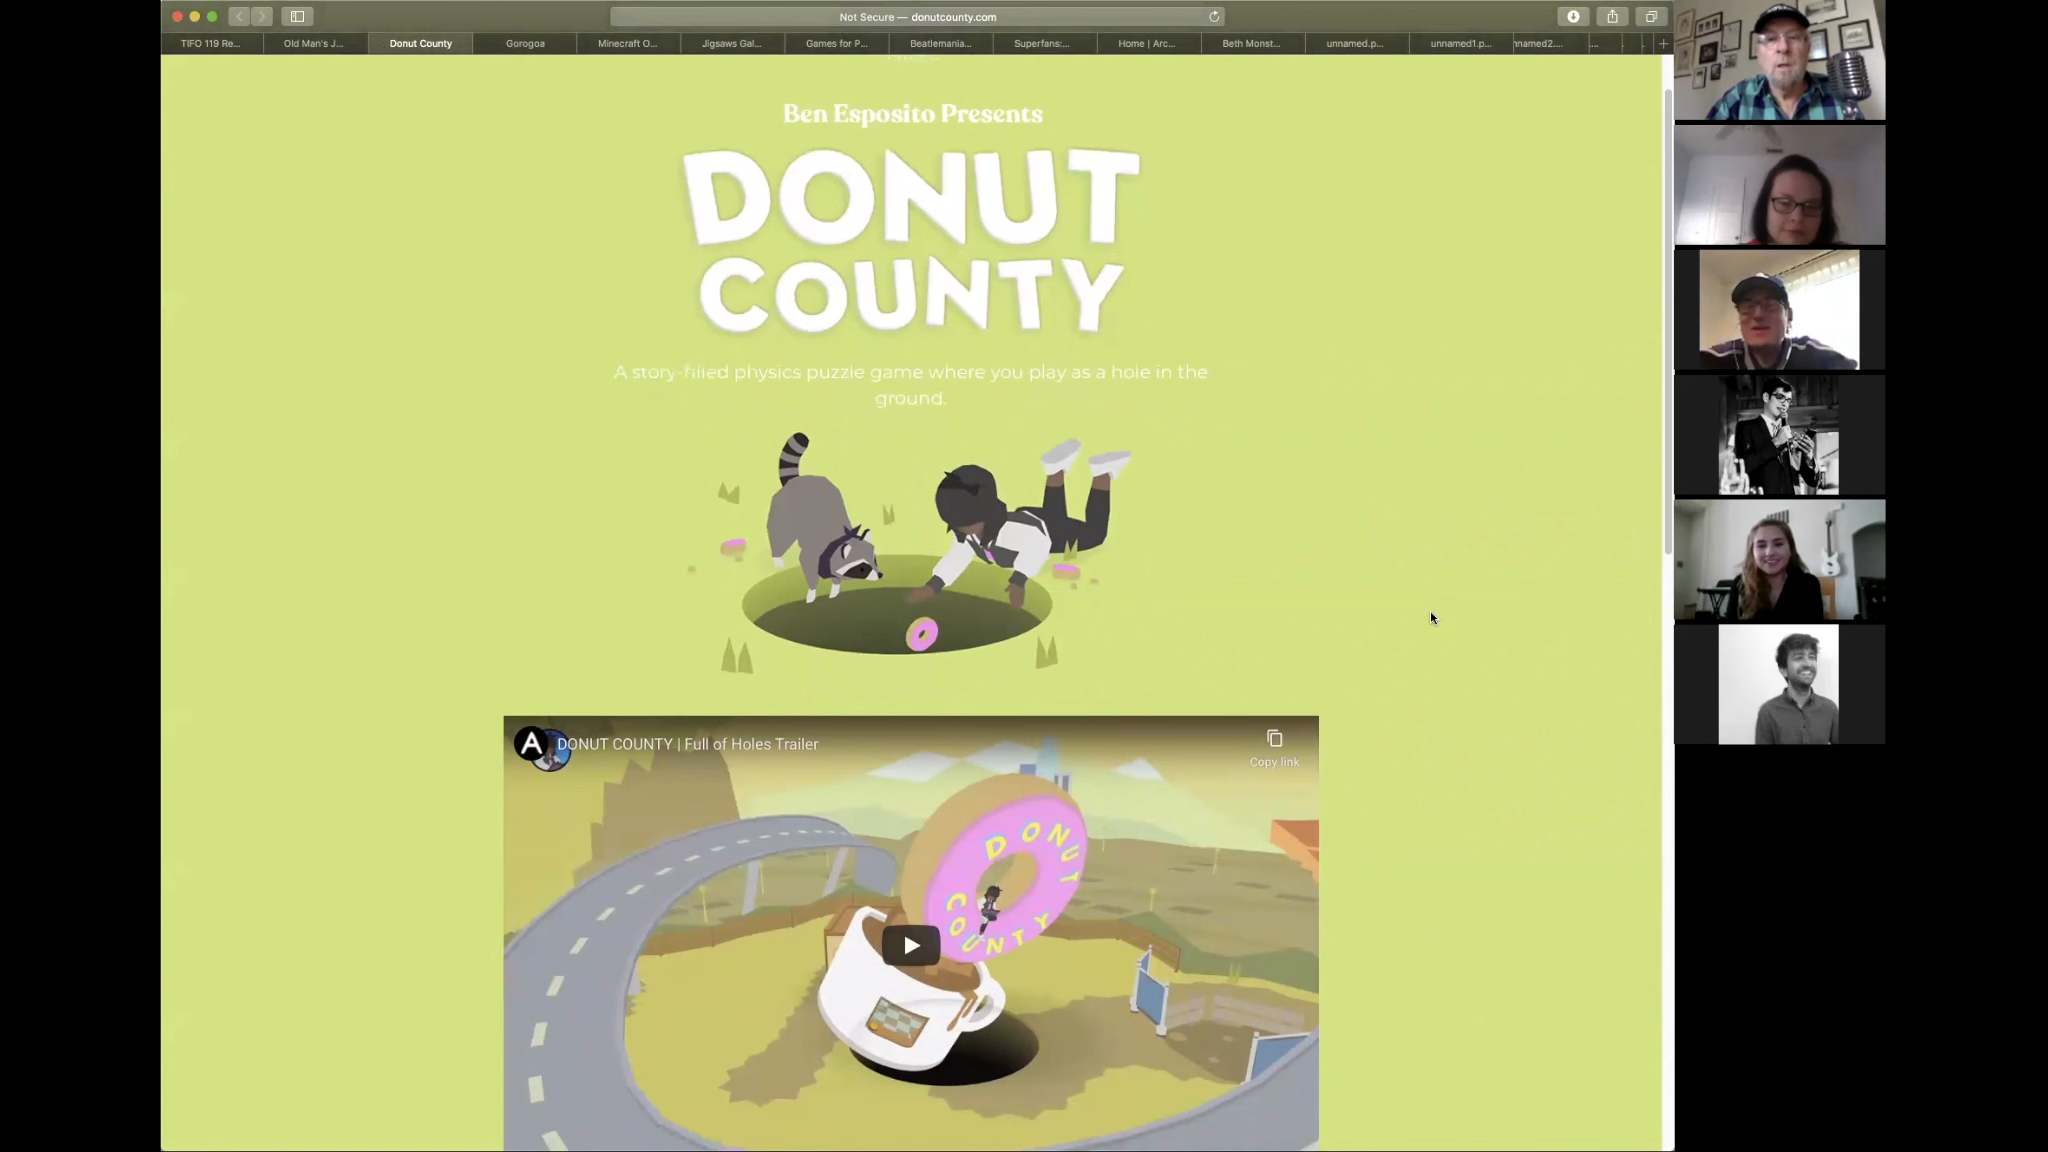 Not Secure — donutcounty.com
TIFO 119 Re...
Old Man's J...
Donut County
Gorogoa
Minecraft O...
Jigsaws Gal...
Games for P...
Beatlemania...
Superfans:...
Home | Arc...
Beth Monst...
unnamed.p...
unnamed1.p...
nnamed2....
...
Ben Esposito Presents
DONUT
COUNTY
A story-filled physics puzzle game where you play as a hole in the
ground.
A
DONUT COUNTY | Full of Holes Trailer
Copy link
DONUT
COUNTY